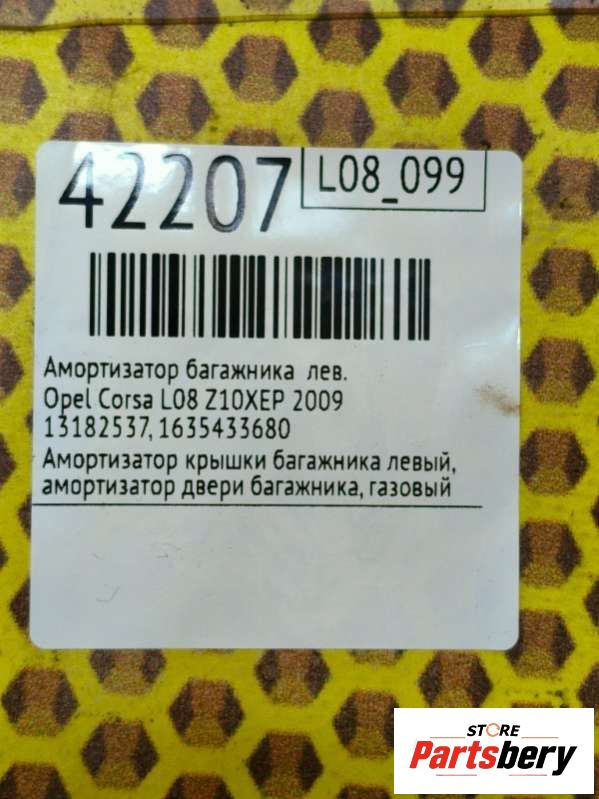 42207
L08_099
Амортизатор багажника лев.
Opel Corsa L08 Z10XEP 2009
13182537, 1635433680
Амортизатор крышки багажника левый,
амортизатор двери багажника, газовый
STORE
Partsbery